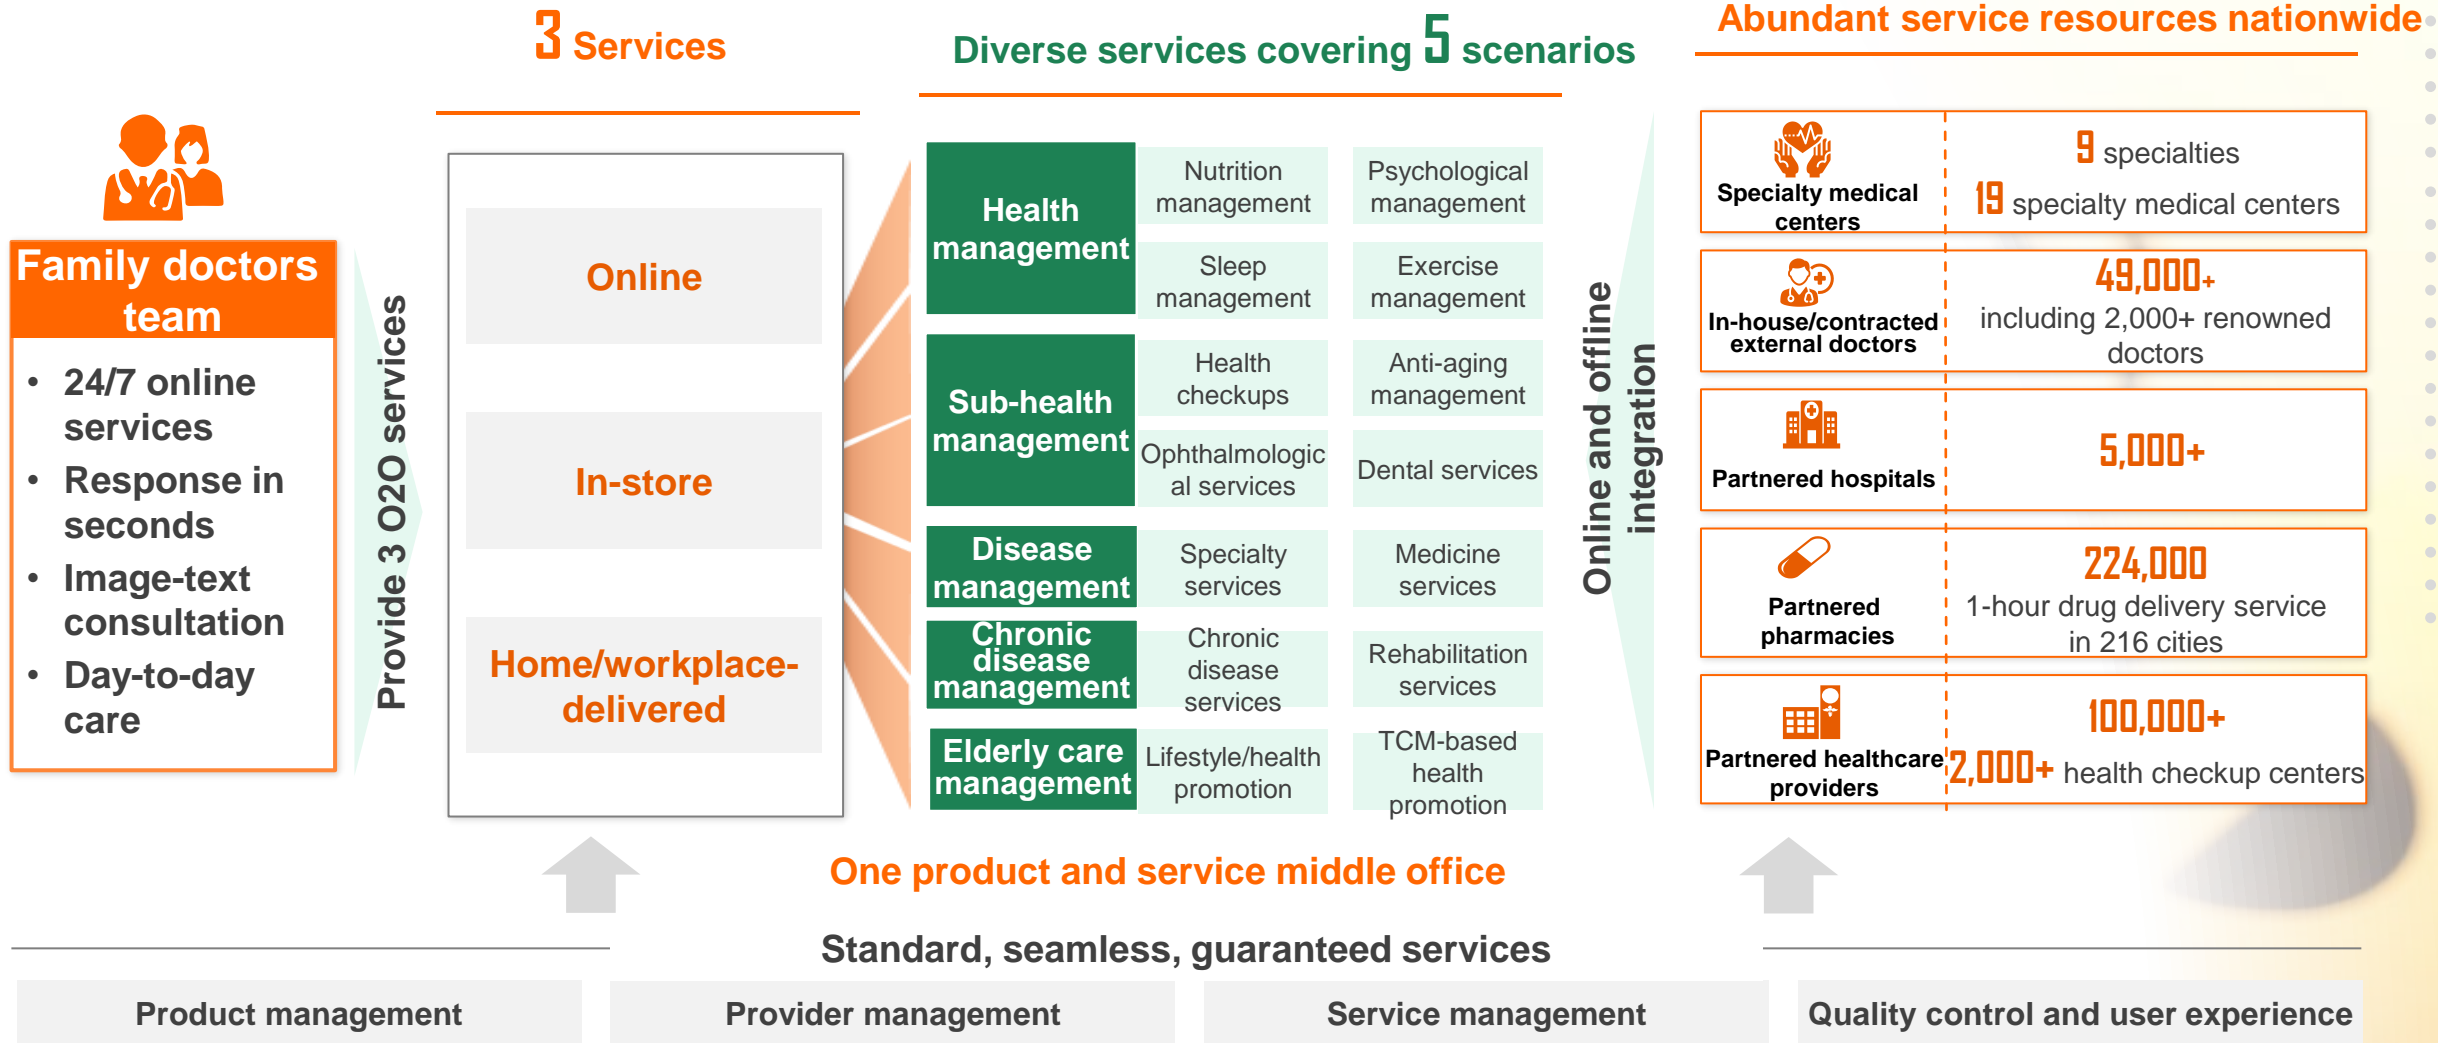 3 Services
Diverse services covering 5 scenarios
Abundant service resources nationwide
Family doctors
team
• 24/7 online
services
• Response in
seconds
• Image-text
consultation
• Day-to-day
care
Provide 3 O2O services
Online
In-store
Home/workplace-
delivered
Health
management
Nutrition
management
Psychological
management
Sleep
management
Exercise
management
Sub-health
management
Health
checkups
Anti-aging
management
Ophthalmologic
al services
Dental services
Disease
management
Specialty
services
Medicine
services
Chronic
disease
management
Chronic
disease
services
Rehabilitation
services
Elderly care
management
Lifestyle/health
promotion
TCM-based
health
promotion
Online and offline
integration
Specialty medical
centers
9 specialties
19 specialty medical centers
In-house/contracted
external doctors
49,000+
including 2,000+ renowned
doctors
Partnered hospitals
5,000+
Partnered
pharmacies
224,000
1-hour drug delivery service
in 216 cities
Partnered healthcare
providers
100,000+
2,000+ health checkup centers
One product and service middle office
Standard, seamless, guaranteed services
Product management
Provider management
Service management
Quality control and user experience